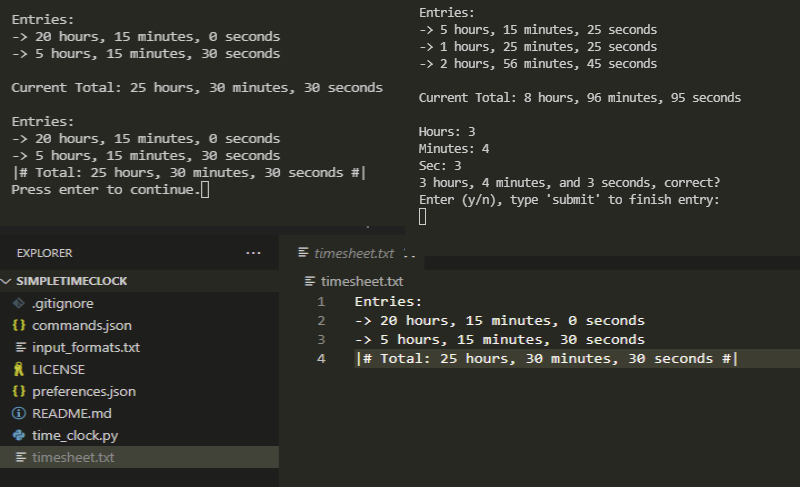 Entries:
-> 20 hours, 15 minutes, 0 seconds
-> 5 hours, 15 minutes, 30 seconds
Current Total: 25 hours, 30 minutes, 30 seconds
Entries:
-> 20 hours, 15 minutes, 0 seconds
-> 5 hours, 15 minutes, 30 seconds
|# Total: 25 hours, 30 minutes, 30 seconds #|
Press enter to continue.
Entries:
-> 5 hours, 15 minutes, 25 seconds
-> 1 hours, 25 minutes, 25 seconds
-> 2 hours, 56 minutes, 45 seconds
Current Total: 8 hours, 96 minutes, 95 seconds
Hours: 3
Minutes: 4
Sec: 3
3 hours, 4 minutes, and 3 seconds, correct?
Enter (y/n), type 'submit' to finish entry:
EXPLORER
SIMPLETIMECLOCK
.gitignore
commands.json
input_formats.txt
LICENSE
preferences.json
README.md
time_clock.py
timesheet.txt
timesheet.txt
timesheet.txt
1 Entries:
2 -> 20 hours, 15 minutes, 0 seconds
3 -> 5 hours, 15 minutes, 30 seconds
4 |# Total: 25 hours, 30 minutes, 30 seconds #|